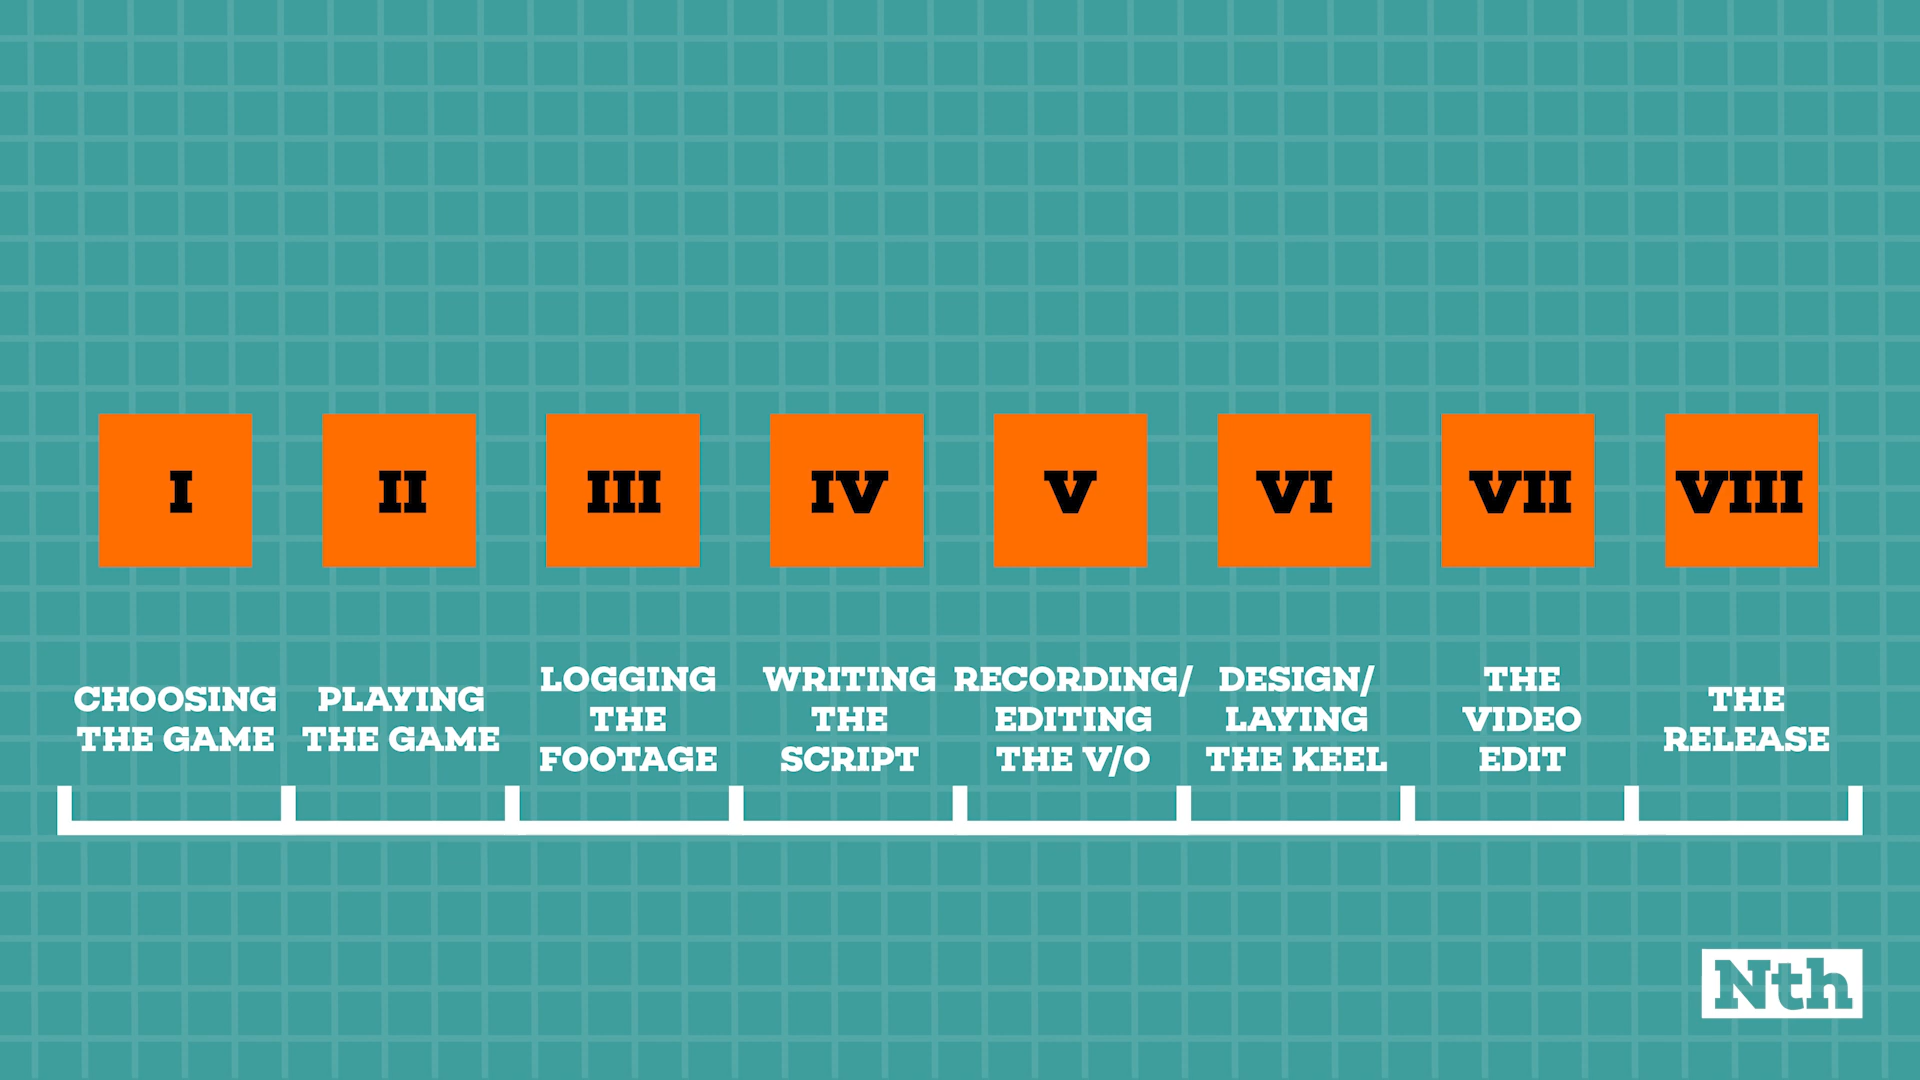 I
II
III
IV
V
VI
VII
VIII
CHOOSING
THE GAME
PLAYING
THE GAME
LOGGING
THE
FOOTAGE
WRITING
THE
SCRIPT
RECORDING/
EDITING
THE V/O
DESIGN/
LAYING
THE KEEL
THE
VIDEO
EDIT
THE
RELEASE
Nth